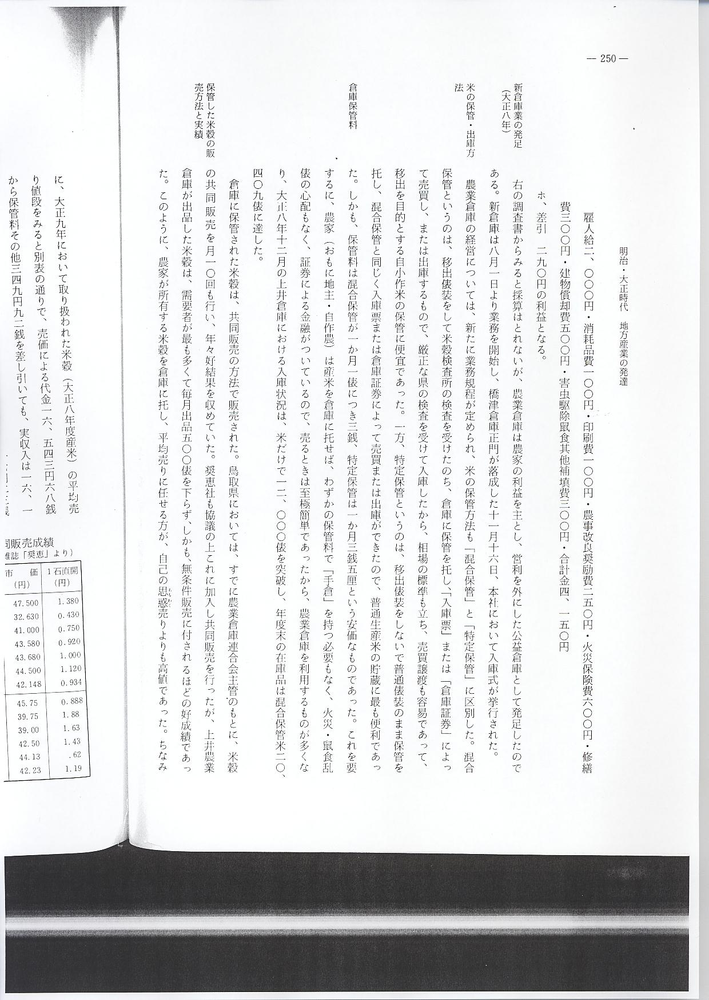 — 250 —
明治・大正時代　地方産業の発達
雇人給二、〇〇〇円・消耗品費一〇〇円・印刷費一〇〇円・農事改良奨励費二五〇円・火災保険費六〇〇円・修繕
費三〇〇円・建物償却費五〇〇円・害虫駆除鼠食其他補填費三〇〇円・合計金四、一五〇円
ホ、差引　二九〇円の利益となる。
新倉庫業の発足
（大正八年）
右の調査書からみると採算はとれないが、農業倉庫は農家の利益を主とし、営利を外にした公益倉庫として発足したので
ある。新倉庫は八月一日より業務を開始し、橋津倉庫正門が落成した十一月十六日、本社において入庫式が挙行された。
米の保管・出庫方
法
農業倉庫の経営については、新たに業務規程が定められ、米の保管方法も「混合保管」と「特定保管」に区別した。混合
保管というのは、移出俵装をして米穀検査所の検査を受けたのち、倉庫に保管を托し、「入庫票」または「倉庫証券」によっ
て売買し、または出庫するもので、厳正な県の検査を受けて入庫したから、相場の標準も立ち、売買譲渡も容易であって、
移出を目的とする自小作米の保管に便宜であった。一方、特定保管というのは、移出俵装をしないで普通俵装のまま保管を
托し、混合保管と同じく入庫票または倉庫証券によって売買または出庫ができたので、普通生産米の貯蔵に最も便利であっ
倉庫保管料
た。しかも、保管料は混合保管が一か月一俵につき三銭、特定保管は一か月三銭五厘という安価なものであった。これを要
するに、農家（おもに地主・自作農）は産米を倉庫に托せば、わずかの保管料で「手倉」を持つ必要もなく、火災・鼠食乱
俵の心配もなく、証券による金融がついているので、売るときは至極簡単であったから、農業倉庫を利用するものが多くな
り、大正八年十二月の上井倉庫における入庫状況は、米だけで一二、〇〇〇俵を突破し、年度末の在庫品は混合保管米二〇、
四〇九俵に達した。
保管した米穀の販
売方法と実績
倉庫に保管された米穀は、共同販売の方法で販売された。鳥取県においては、すでに農業倉庫連合会主管のもとに、米穀
の共同販売を月一〇回も行い、年々好結果を収めていた。奨恵社も協議の上これに加入し共同販売を行ったが、上井農業
倉庫が出品した米穀は、需要者が最も多くて毎月出品五〇〇俵を下らず、しかも、無条件販売に付されるほどの好成績であっ
た。このように、農家が所有する米穀を倉庫に托し、平均売りに任せる方が、自己の思惑売りよりも高値であった。ちなみ
に、大正九年において取り扱われた米穀（大正八年度産米）の平均売
り値段をみると別表の通りで、売価による代金一六、五四三円六八銭
から保管料その他三四九円九二銭を差し引いても、実収入は一六、一
同販売成績
雑誌「奨恵」より）
市　価（円）　1石直開（円）
47.500　1.380
32.630　0.430
41.000　0.750
43.580　0.920
43.680　1.000
44.500　1.120
42.148　0.934
45.75　0.888
39.75　1.88
39.00　1.63
42.50　1.43
44.13　.62
42.23　1.19